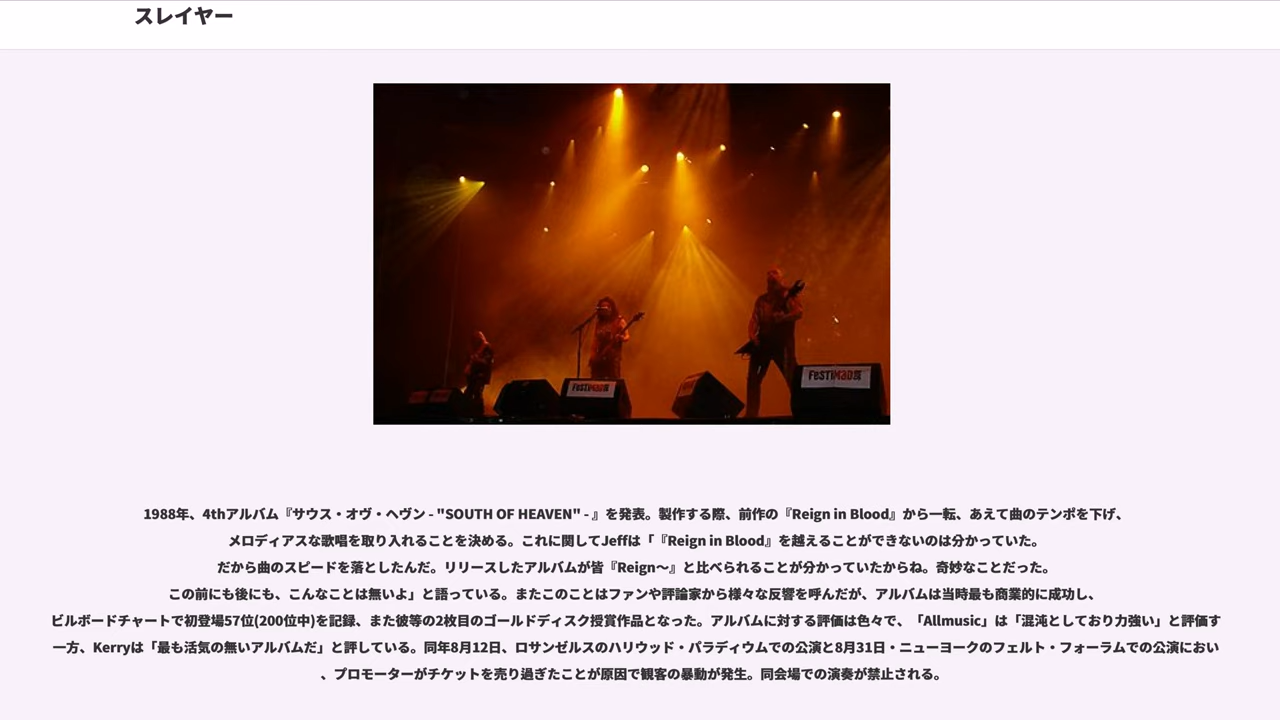 スレイヤー
FESTIMAD
FESTIMAD
1988年、4thアルバム『サウス・オヴ・ヘヴン - "SOUTH OF HEAVEN" - 』を発表。製作する際、前作の『Reign in Blood』から一転、あえて曲のテンポを下げ、
メロディアスな歌唱を取り入れることを決める。これに関してJeffは「『Reign in Blood』を越えることができないのは分かっていた。
だから曲のスピードを落としたんだ。リリースしたアルバムが皆『Reign〜』と比べられることが分かっていたからね。奇妙なことだった。
この前にも後にも、こんなことは無いよ」と語っている。またこのことはファンや評論家から様々な反響を呼んだが、アルバムは当時最も商業的に成功し、
ビルボードチャートで初登場57位(200位中)を記録、また彼等の2枚目のゴールドディスク授賞作品となった。アルバムに対する評価は色々で、「Allmusic」は「混沌としており力強い」と評価す
一方、Kerryは「最も活気の無いアルバムだ」と評している。同年8月12日、ロサンゼルスのハリウッド・パラディウムでの公演と8月31日・ニューヨークのフェルト・フォーラムでの公演におい
、プロモーターがチケットを売り過ぎたことが原因で観客の暴動が発生。同会場での演奏が禁止される。